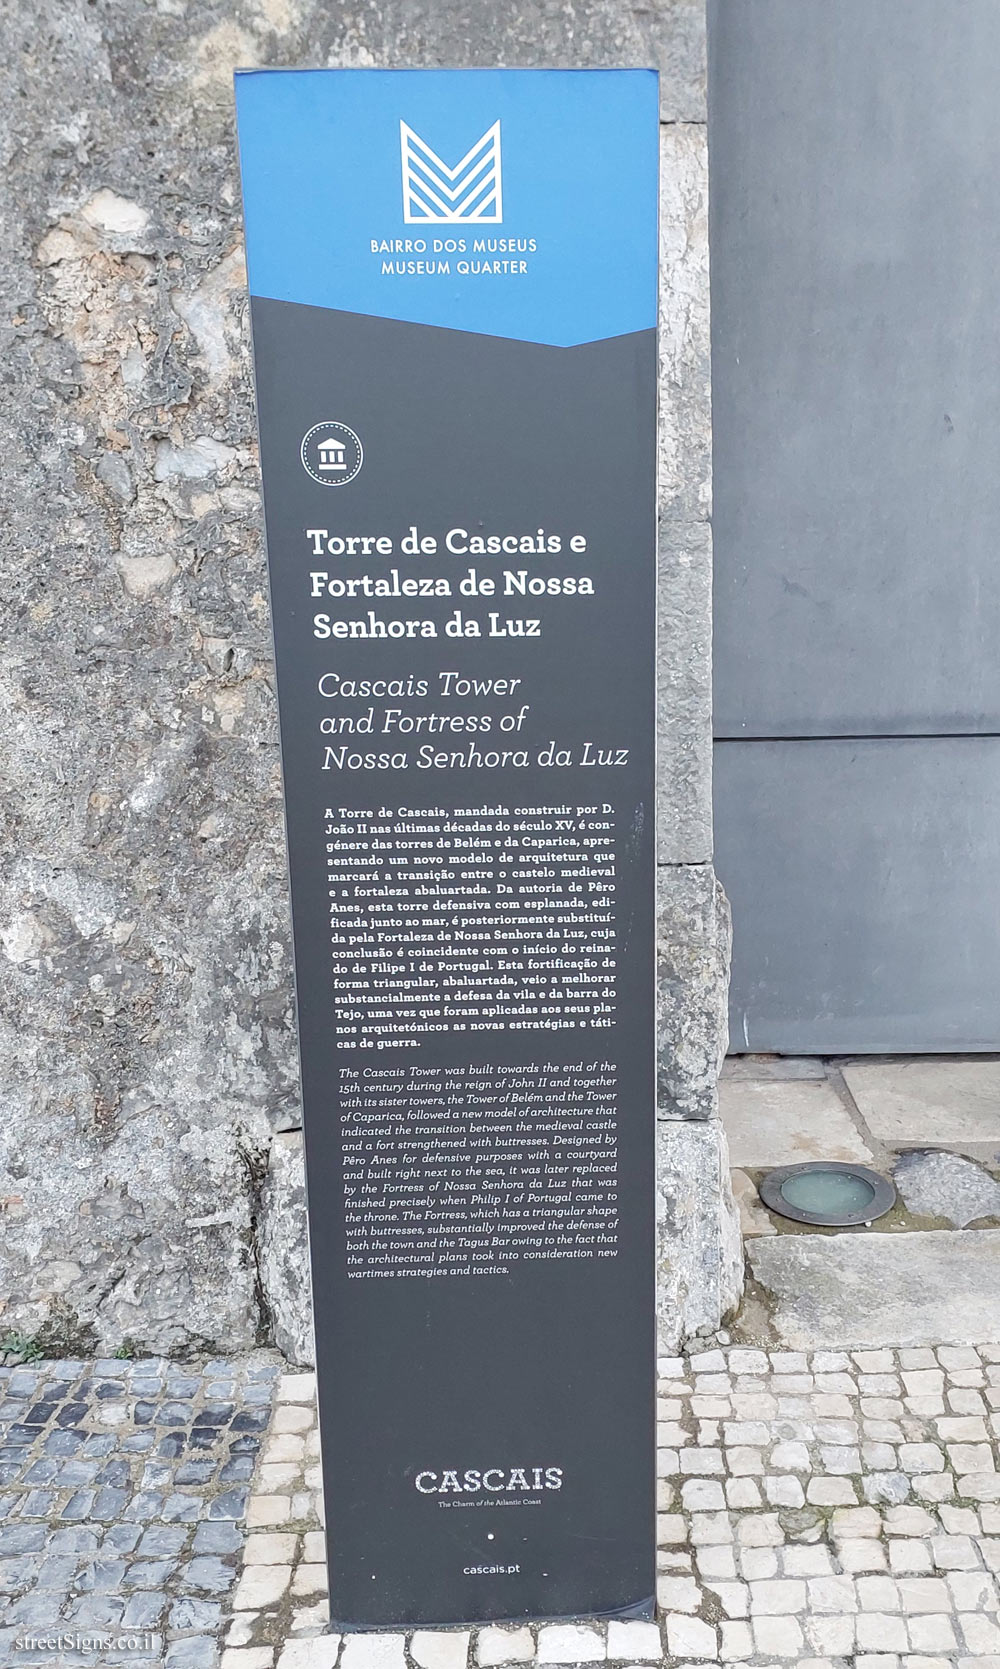 BAIRRO DOS MUSEUS
MUSEUM QUARTER
Torre de Cascais e
Fortaleza de Nossa
Senhora da Luz
Cascais Tower
and Fortress of
Nossa Senhora da Luz
A Torre de Cascais, mandada construir por D.
João II nas últimas décadas do século XV, é con-
génere das torres de Belém e da Caparica, apre-
sentando um novo modelo de arquitetura que
marcará a transição entre o castelo medieval
e a fortaleza abaluartada. Da autoria de Pêro
Anes, esta torre defensiva com esplanada, edi-
ficada junto ao mar, é posteriormente substituí-
da pela Fortaleza de Nossa Senhora da Luz, cuja
conclusão é coincidente com o início do reina-
do de Filipe I de Portugal. Esta fortificação de
forma triangular, abaluartada, veio a melhorar
substancialmente a defesa da vila e da barra do
Tejo, uma vez que foram aplicadas aos seus pla-
nos arquitetónicos as novas estratégias e táti-
cas de guerra.
The Cascais Tower was built towards the end of the
15th century during the reign of John II and together
with its sister towers, the Tower of Belém and the Tower
of Caparica, followed a new model of architecture that
indicated the transition between the medieval castle
and a fort strengthened with buttresses. Designed by
Pêro Anes for defensive purposes with a courtyard
and built right next to the sea, it was later replaced
by the Fortress of Nossa Senhora da Luz that was
finished precisely when Philip I of Portugal came to
the throne. The Fortress, which has a triangular shape
with buttresses, substantially improved the defense of
both the town and the Tagus Bar owing to the fact that
the architectural plans took into consideration new
wartimes strategies and tactics.
CASCAIS
The Charm of the Atlantic Coast
cascais.pt
streetSigns.co.il